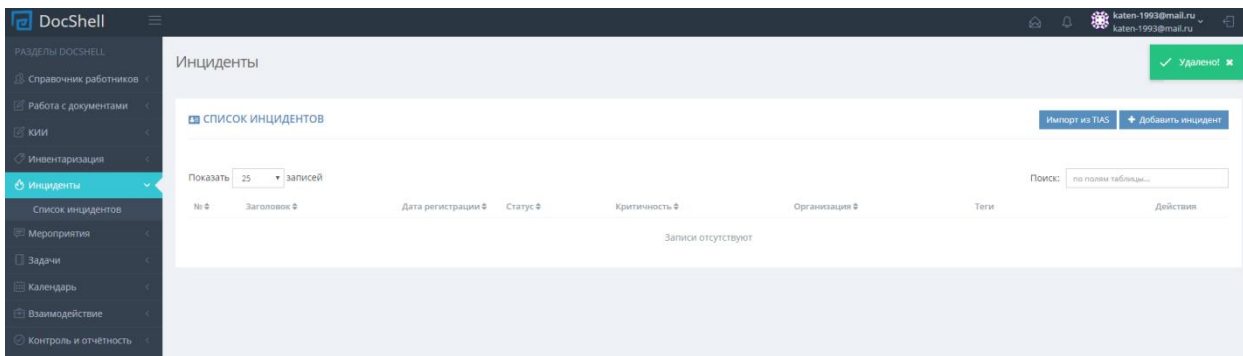 DocShell
katen-1993@mail.ru
katen-1993@mail.ru
РАЗДЕЛЫ DOCSHELL
Справочник работников
Работа с документами
КИИ
Инвентаризация
Инциденты
Список инцидентов
Мероприятия
Задачи
Календарь
Взаимодействие
Контроль и отчётность
Инциденты
Удалено!
СПИСОК ИНЦИДЕНТОВ
Импорт из TIAS
Добавить инцидент
Показать 25 записей
Поиск: по полям таблицы...
№ Заголовок Дата регистрации Статус Критичность Организация Теги Действия
Записи отсутствуют